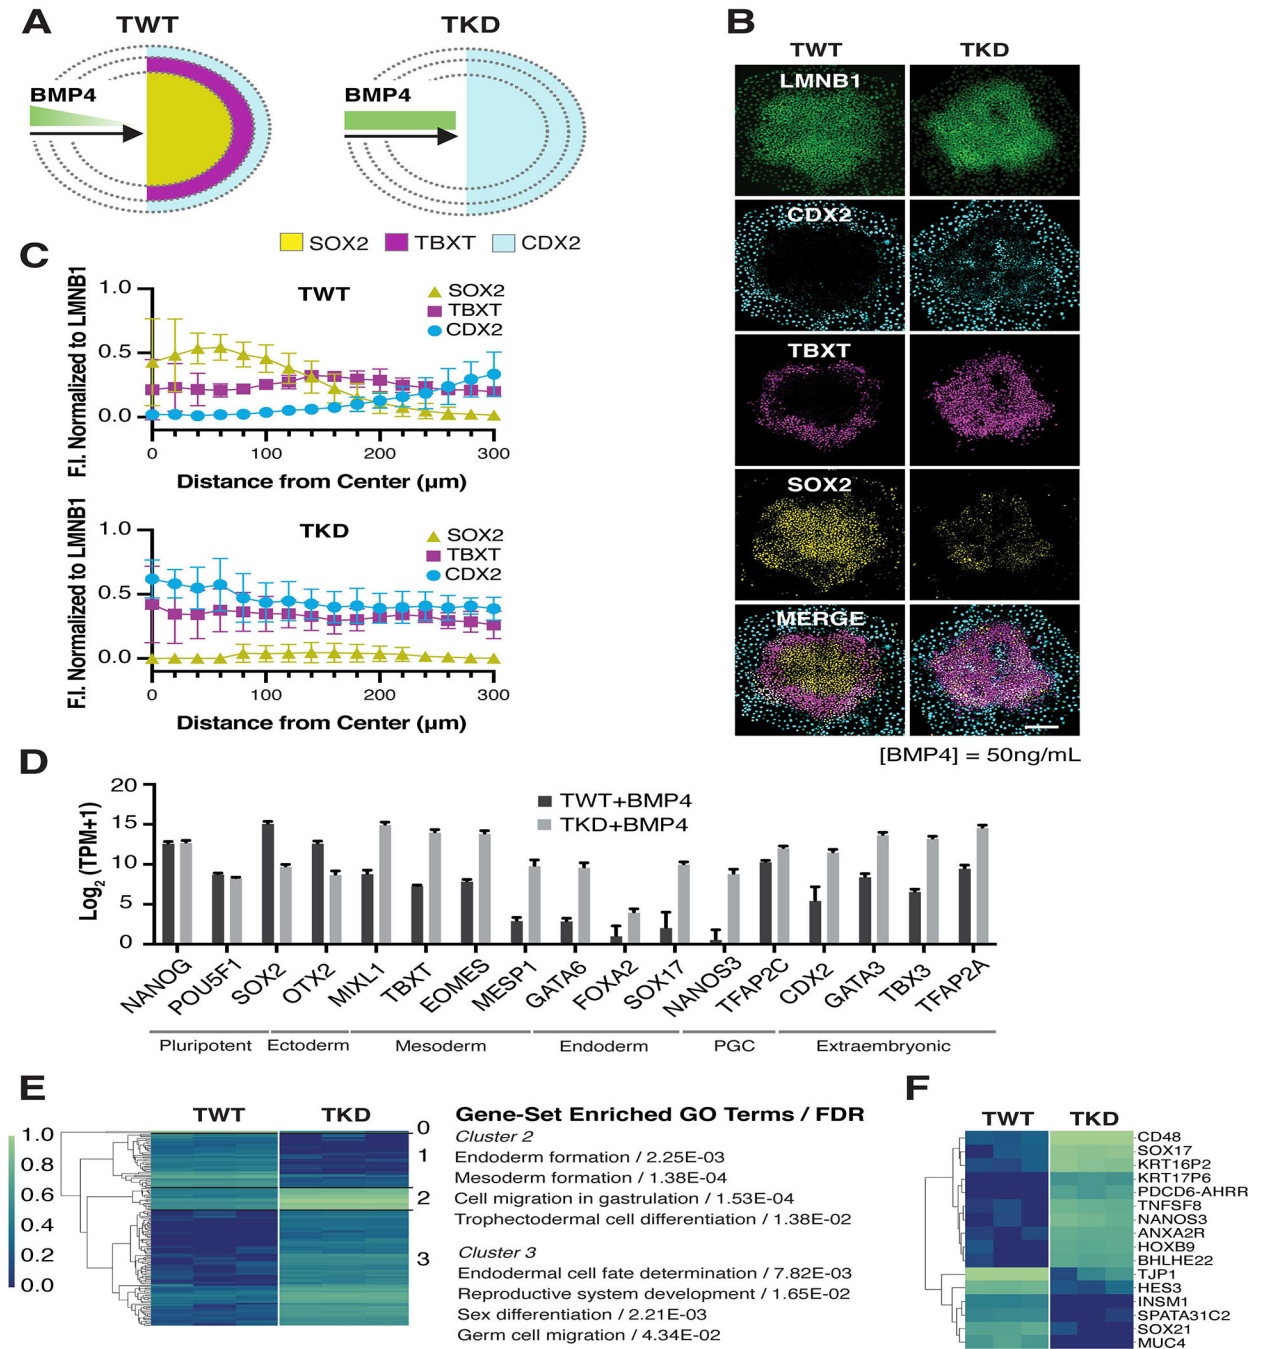 A
TWT
TKD
BMP4
BMP4
SOX2
TBXT
CDX2
B
TWT
TKD
LMNB1
CDX2
TBXT
SOX2
MERGE
[BMP4] = 50ng/mL
C
F.I. Normalized to LMNB1
1.0
0.5
0.0
TWT
SOX2
TBXT
CDX2
0
100
200
300
Distance from Center (µm)
F.I. Normalized to LMNB1
1.0
0.5
0.0
TKD
SOX2
TBXT
CDX2
0
100
200
300
Distance from Center (µm)
D
Log2 (TPM+1)
20
15
10
5
0
TWT+BMP4
TKD+BMP4
NANOG
POU5F1
SOX2
OTX2
MIXL1
TBXT
EOMES
MESP1
GATA6
FOXA2
SOX17
NANOS3
TFAP2C
CDX2
GATA3
TBX3
TFAP2A
Pluripotent
Ectoderm
Mesoderm
Endoderm
PGC
Extraembryonic
E
1.0
0.8
0.6
0.4
0.2
0.0
TWT
TKD
0
1
2
3
Gene-Set Enriched GO Terms / FDR
Cluster 2
Endoderm formation / 2.25E-03
Mesoderm formation / 1.38E-04
Cell migration in gastrulation / 1.53E-04
Trophectodermal cell differentiation / 1.38E-02
Cluster 3
Endodermal cell fate determination / 7.82E-03
Reproductive system development / 1.65E-02
Sex differentiation / 2.21E-03
Germ cell migration / 4.34E-02
F
TWT
TKD
CD48
SOX17
KRT16P2
KRT17P6
PDCD6-AHRR
TNFSF8
NANOS3
ANXA2R
HOXB9
BHLHE22
TJP1
HES3
INSM1
SPATA31C2
SOX21
MUC4